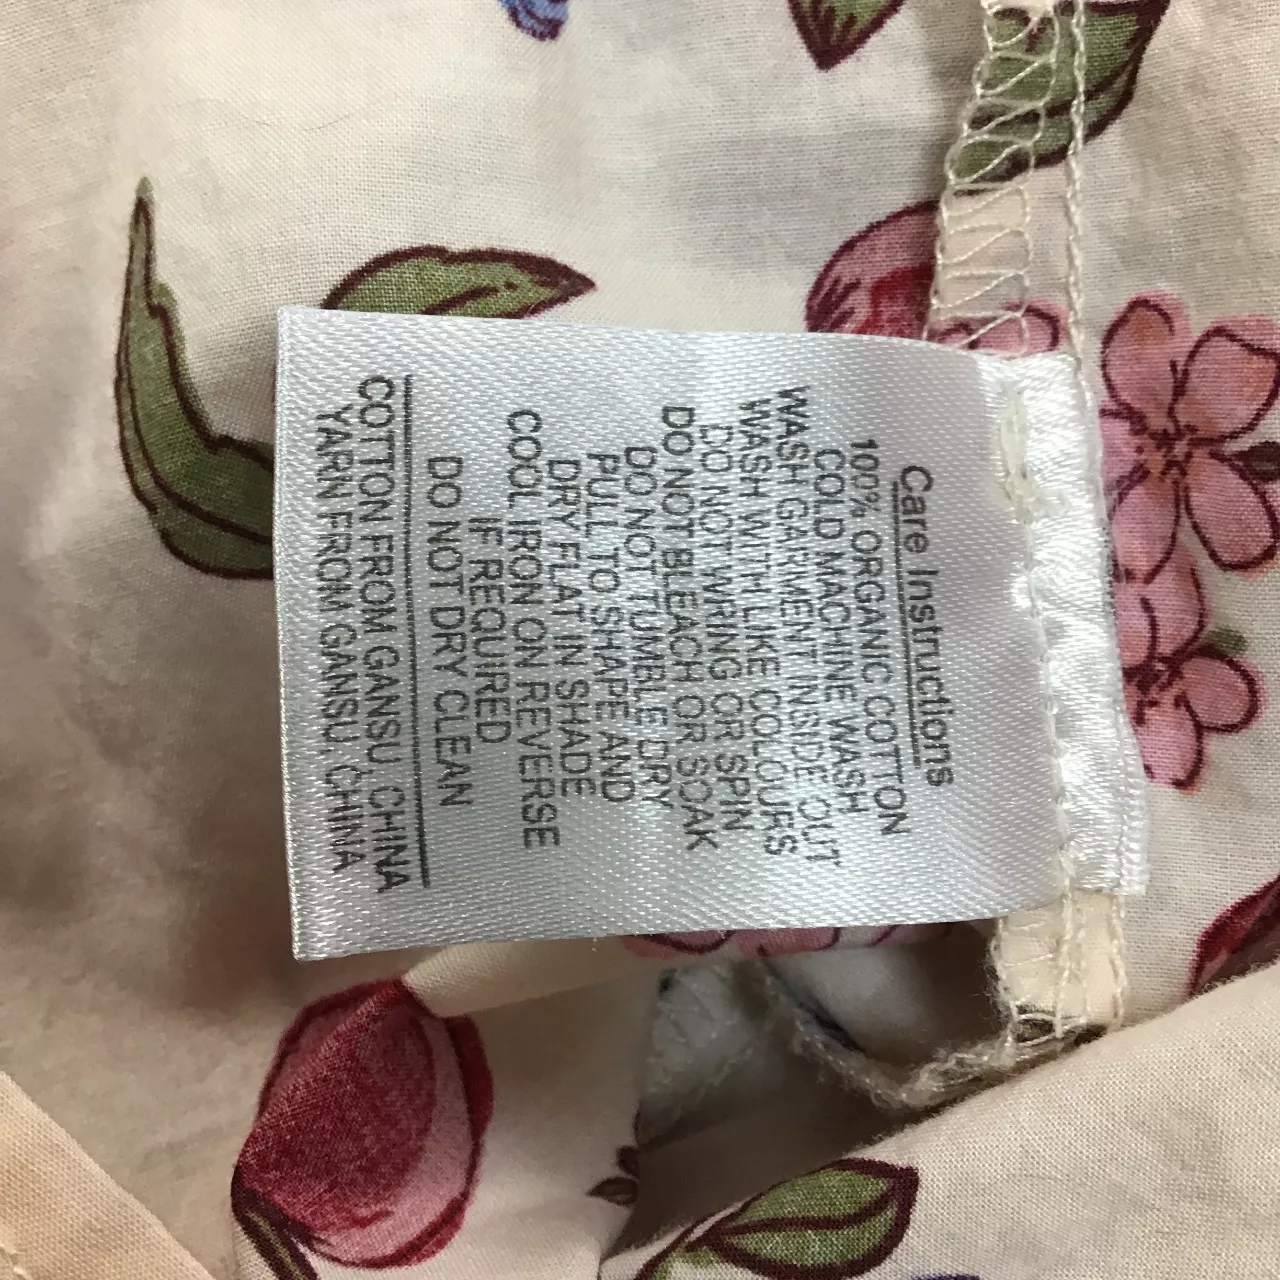 Care Instructions
100% ORGANIC COTTON
COLD MACHINE WASH
WASH GARMENT INSIDE OUT
WASH WITH LIKE COLOURS
DO NOT WRING OR SPIN
DO NOT BLEACH OR SOAK
DO NOT TUMBLE DRY
PULL TO SHAPE AND
DRY FLAT IN SHADE
COOL IRON ON REVERSE
IF REQUIRED
DO NOT DRY CLEAN
COTTON FROM GANSU, CHINA
YARN FROM GANSU, CHINA